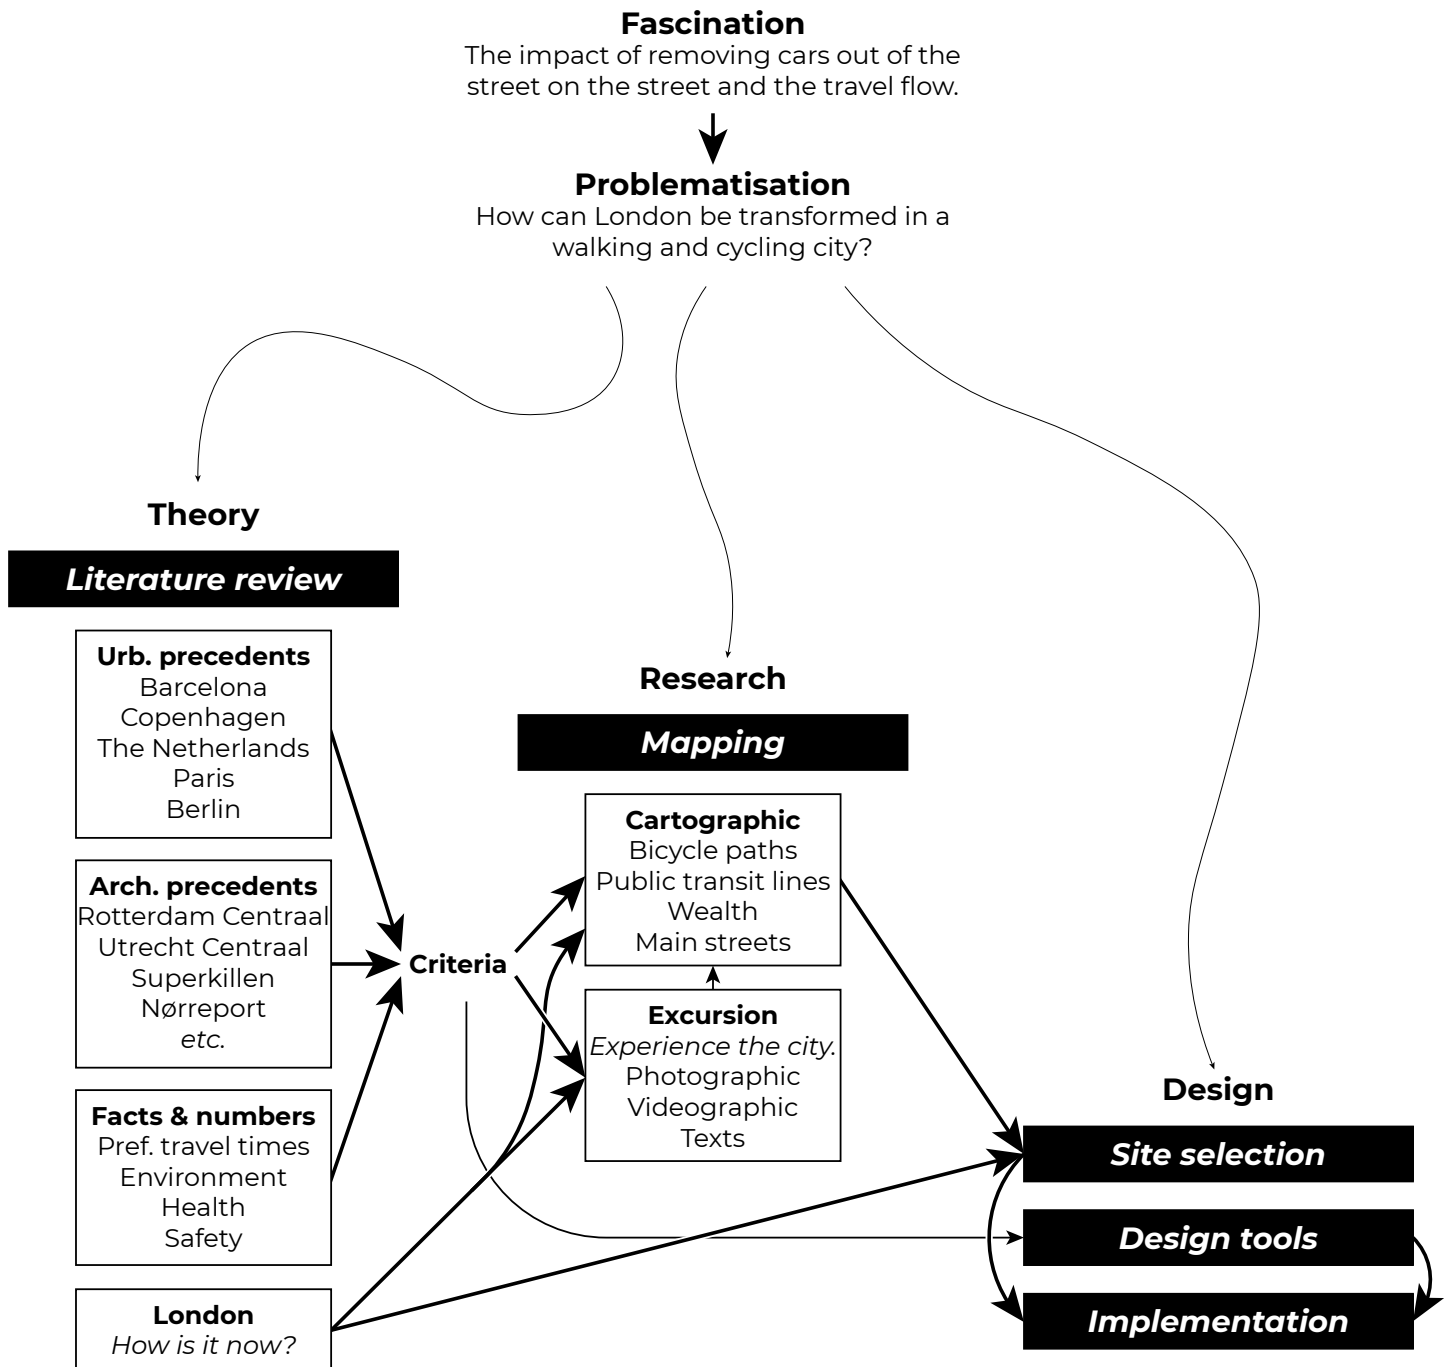 Fascination
The impact of removing cars out of the
street on the street and the travel flow.
Problematisation
How can London be transformed in a
walking and cycling city?
Theory
Literature review
Urb. precedents
Barcelona
Copenhagen
The Netherlands
Paris
Berlin
Arch. precedents
Rotterdam Centraal
Utrecht Centraal
Superkillen
Nørreport
etc.
Facts & numbers
Pref. travel times
Environment
Health
Safety
London
How is it now?
Criteria
Research
Mapping
Cartographic
Bicycle paths
Public transit lines
Wealth
Main streets
Excursion
Experience the city.
Photographic
Videographic
Texts
Design
Site selection
Design tools
Implementation